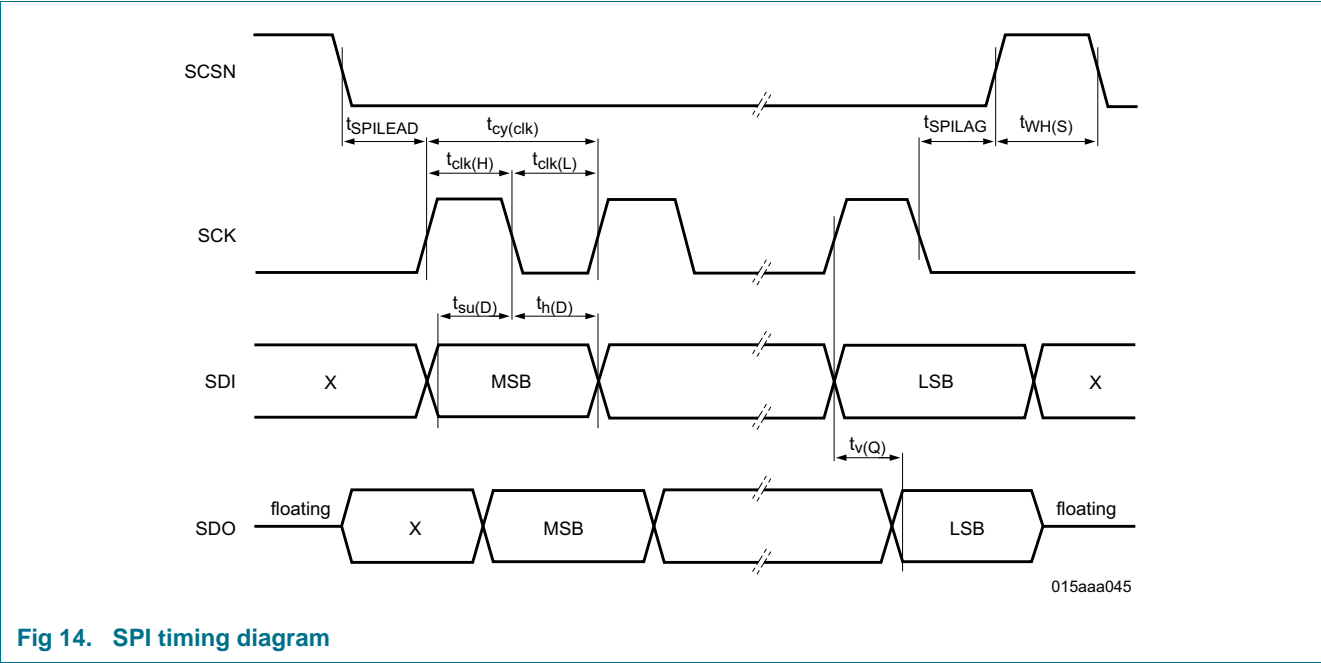 SCSN
tSPILEAD tcy(clk) tSPILAG tWH(S)
tclk(H) tclk(L)
SCK
tsu(D) th(D)
SDI X MSB LSB X
tv(Q)
floating floating
SDO X MSB LSB
015aaa045
Fig 14. SPI timing diagram